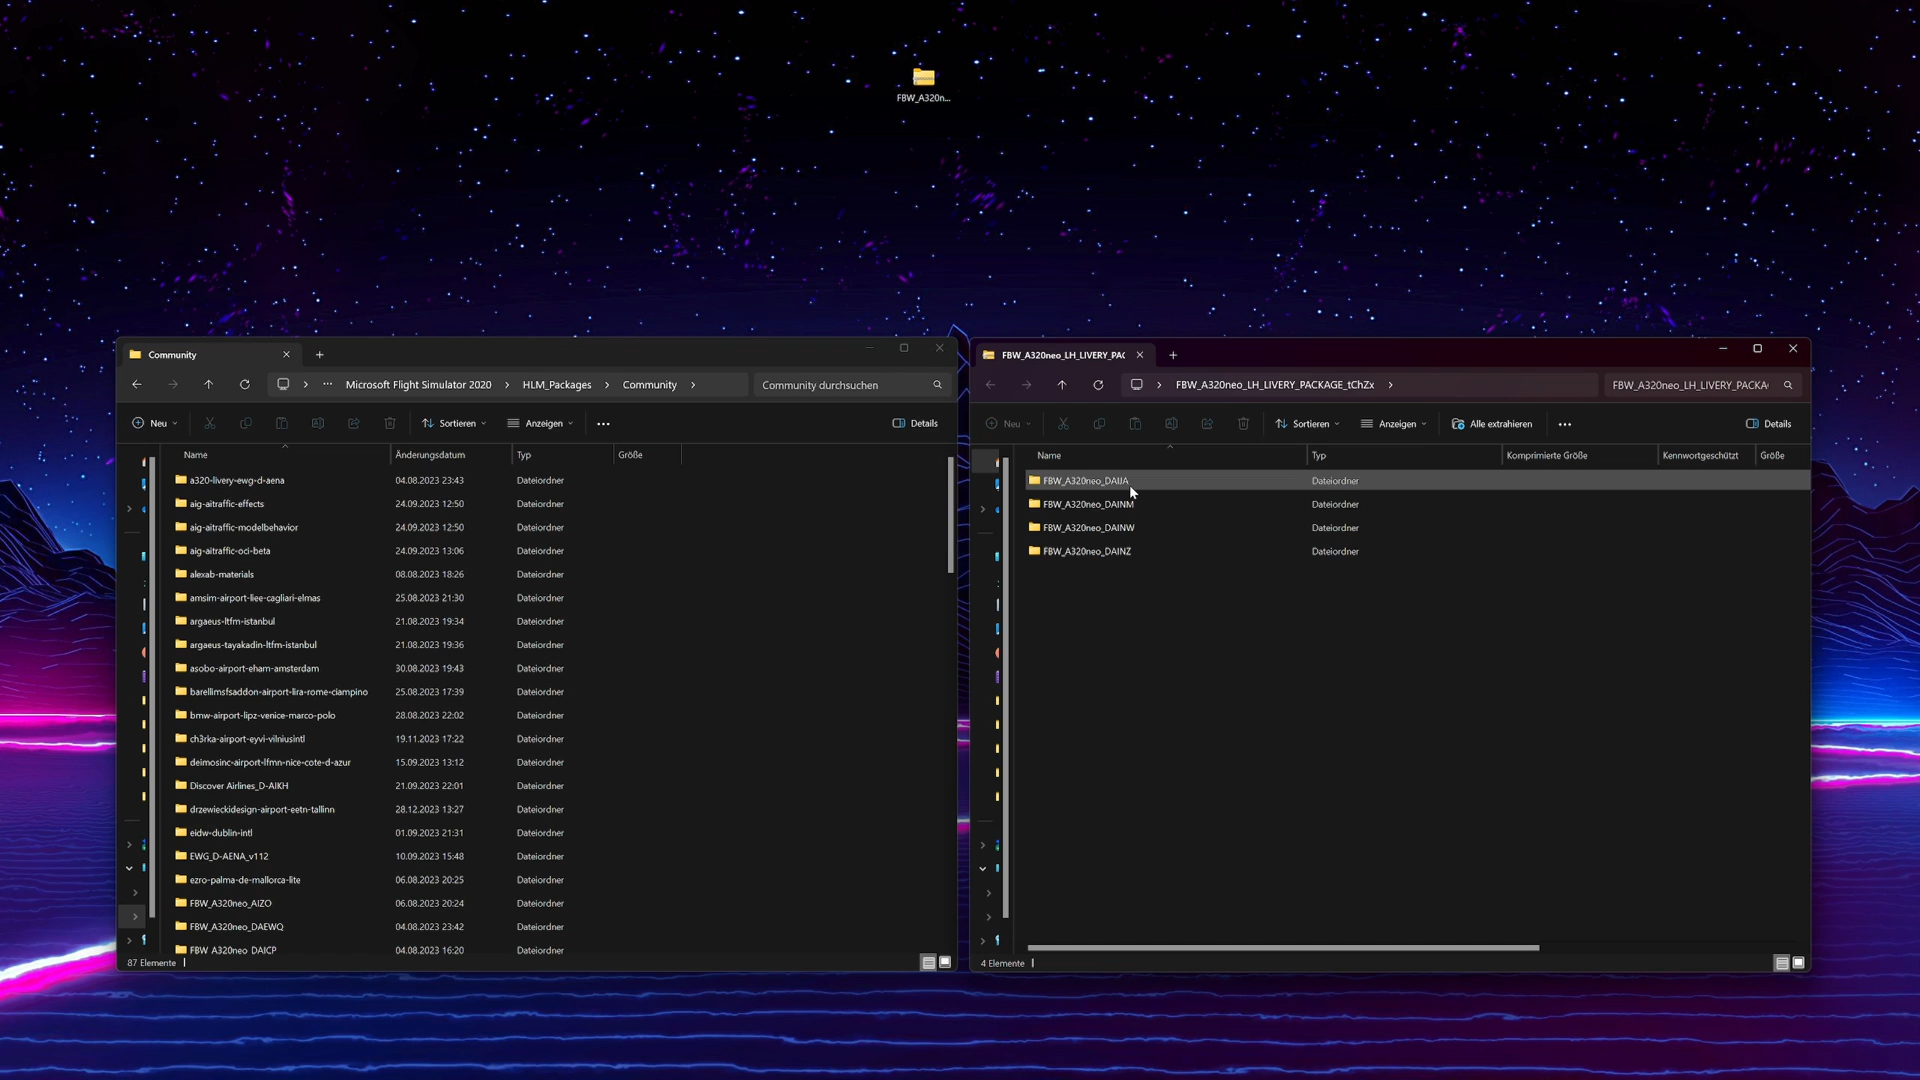 FBW_A320n...
Community
Microsoft Flight Simulator 2020 HLM_Packages Community
Community durchsuchen
Neu Sortieren Anzeigen Details
Name Änderungsdatum Typ Größe
a320-livery-ewg-d-aena 04.08.2023 23:43 Dateiordner
aig-aitraffic-effects 24.09.2023 12:50 Dateiordner
aig-aitraffic-modelbehavior 24.09.2023 12:50 Dateiordner
aig-aitraffic-oci-beta 24.09.2023 13:06 Dateiordner
alexab-materials 08.08.2023 18:26 Dateiordner
amsim-airport-liee-cagliari-elmas 25.08.2023 21:30 Dateiordner
argaeus-ltfm-istanbul 21.08.2023 19:34 Dateiordner
argaeus-tayakadin-ltfm-istanbul 21.08.2023 19:36 Dateiordner
asobo-airport-eham-amsterdam 30.08.2023 19:43 Dateiordner
barellimsfsaddon-airport-lira-rome-ciampino 25.08.2023 17:39 Dateiordner
bmw-airport-lipz-venice-marco-polo 28.08.2023 22:02 Dateiordner
ch3rka-airport-eyvi-vilniusintl 19.11.2023 17:22 Dateiordner
deimosinc-airport-lfmn-nice-cote-d-azur 15.09.2023 13:12 Dateiordner
Discover Airlines_D-AIKH 21.09.2023 22:01 Dateiordner
drzewieckidesign-airport-eetn-tallinn 28.12.2023 13:27 Dateiordner
eidw-dublin-intl 01.09.2023 21:31 Dateiordner
EWG_D-AENA_v112 10.09.2023 15:48 Dateiordner
ezro-palma-de-mallorca-lite 06.08.2023 20:25 Dateiordner
FBW_A320neo_AIZO 06.08.2023 20:24 Dateiordner
FBW_A320neo_DAEWQ 04.08.2023 23:42 Dateiordner
FBW_A320neo_DAICP 04.08.2023 16:20 Dateiordner
87 Elemente
FBW_A320neo_LH_LIVERY_PAC
FBW_A320neo_LH_LIVERY_PACKAGE_tChZx
FBW_A320neo_LH_LIVERY_PACKA
Neu Sortieren Anzeigen Alle extrahieren Details
Name Typ Komprimierte Größe Kennwortgeschützt Größe
FBW_A320neo_DAIJA Dateiordner
FBW_A320neo_DAINM Dateiordner
FBW_A320neo_DAINW Dateiordner
FBW_A320neo_DAINZ Dateiordner
4 Elemente